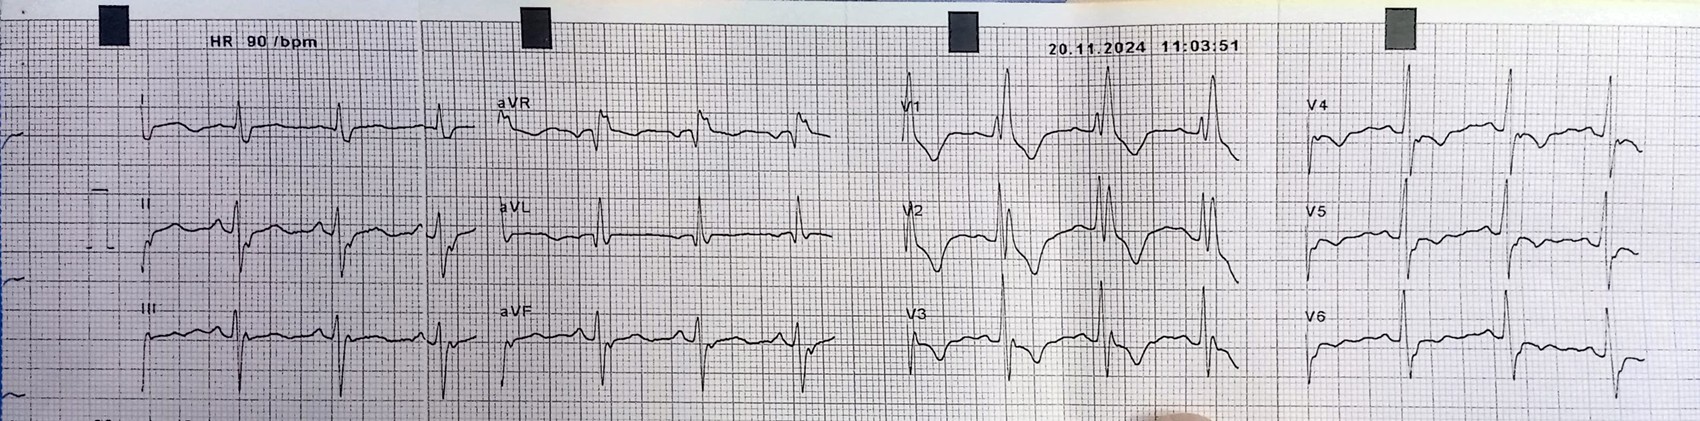 HR 90 /bpm
20.11.2024 11:03:51
I
aVR
V1
V4
II
aVL
V2
V5
III
aVF
V3
V6